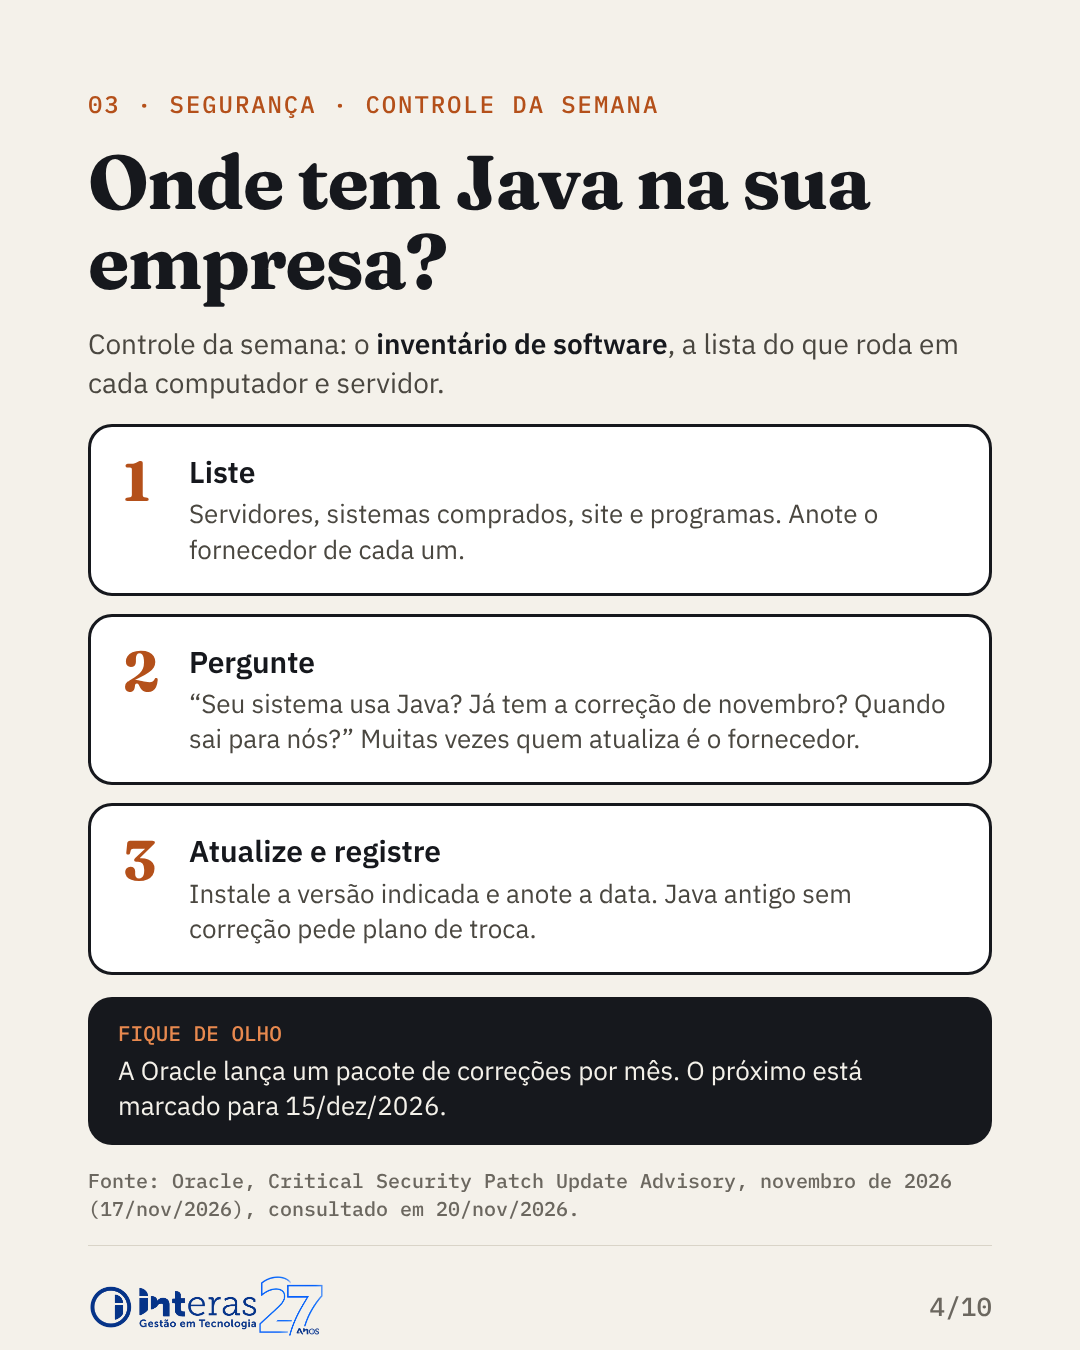 03 · SEGURANÇA · CONTROLE DA SEMANA
Onde tem Java na sua
empresa?
Controle da semana: o inventário de software, a lista do que roda em
cada computador e servidor.
1
Liste
Servidores, sistemas comprados, site e programas. Anote o
fornecedor de cada um.
2
Pergunte
“Seu sistema usa Java? Já tem a correção de novembro? Quando
sai para nós?” Muitas vezes quem atualiza é o fornecedor.
3
Atualize e registre
Instale a versão indicada e anote a data. Java antigo sem
correção pede plano de troca.
FIQUE DE OLHO
A Oracle lança um pacote de correções por mês. O próximo está
marcado para 15/dez/2026.
Fonte: Oracle, Critical Security Patch Update Advisory, novembro de 2026
(17/nov/2026), consultado em 20/nov/2026.
interas
Gestão em Tecnologia
27
ANOS
4/10